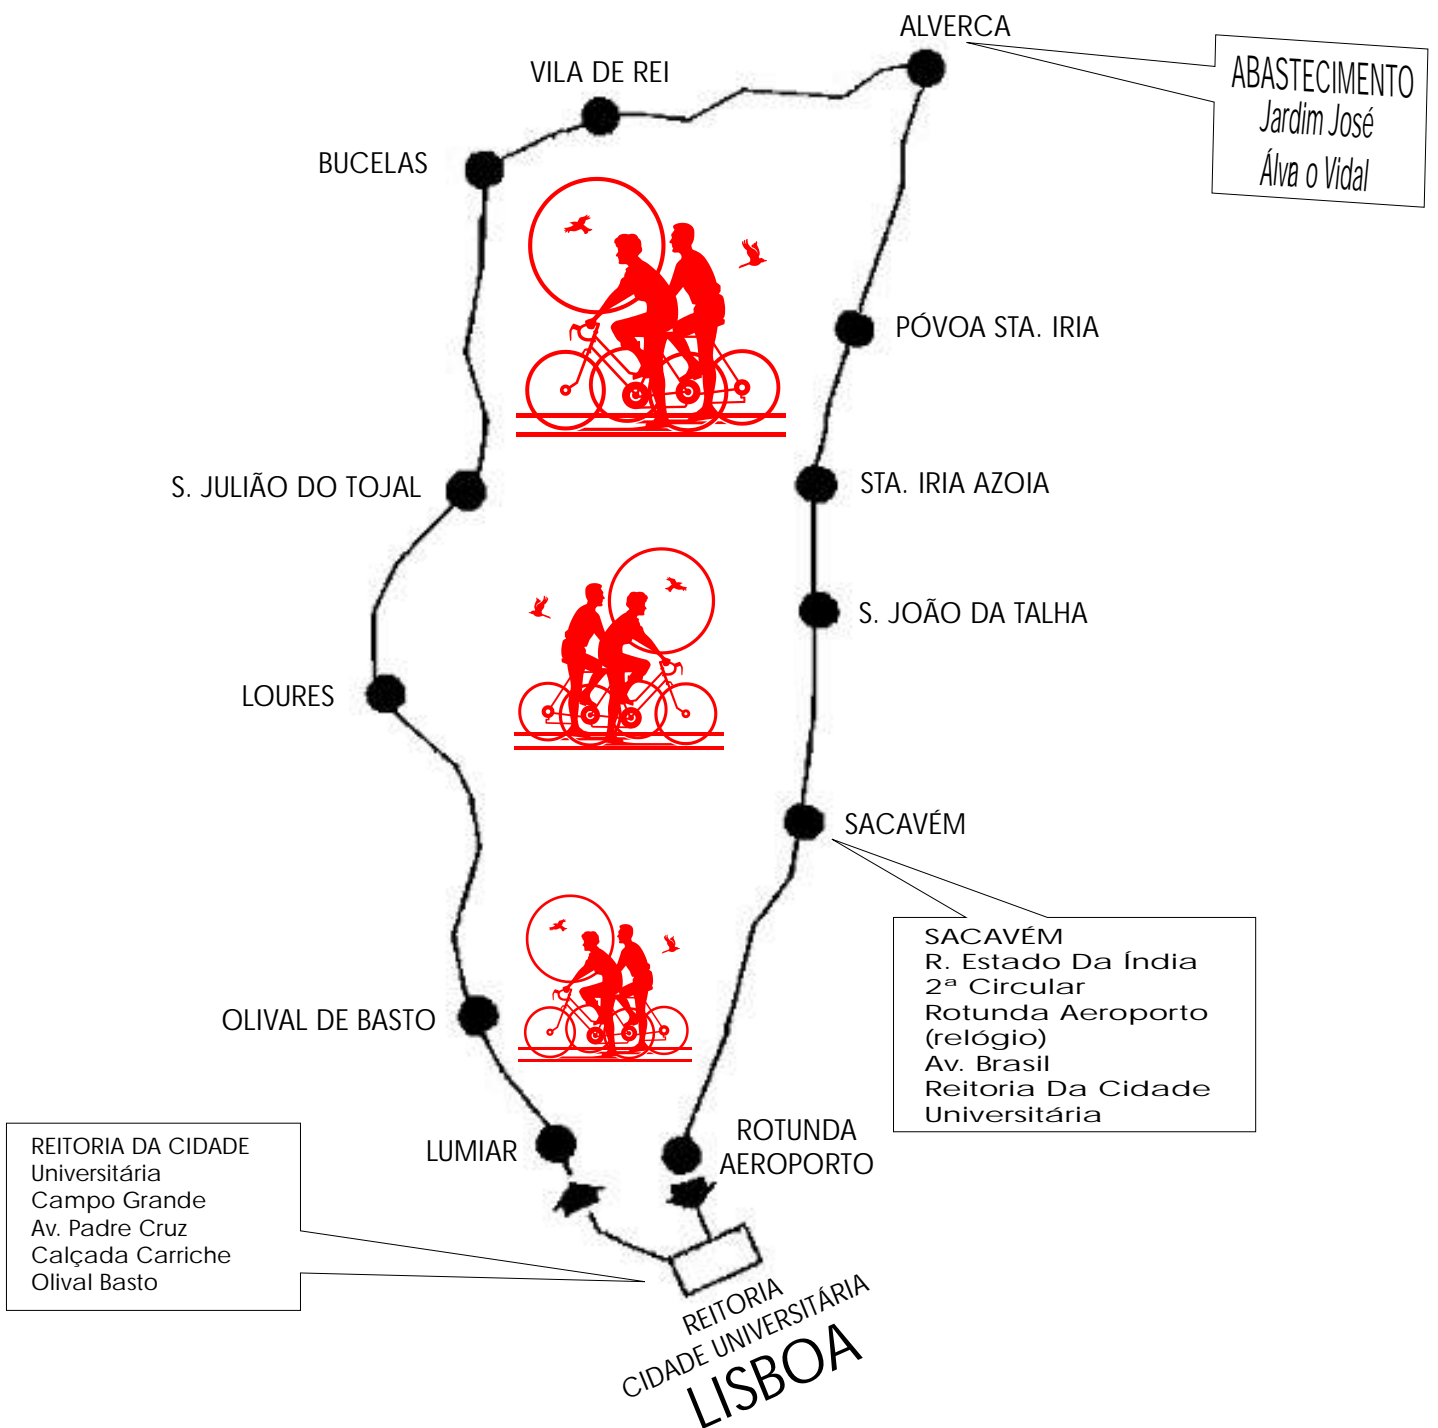 ALVERCA
VILA DE REI
ABASTECIMENTO
Jardim José
Álva o Vidal
BUCELAS
PÓVOA STA. IRIA
S. JULIÃO DO TOJAL
STA. IRIA AZOIA
S. JOÃO DA TALHA
LOURES
SACAVÉM
SACAVÉM
R. Estado Da Índia
2ª Circular
Rotunda Aeroporto
(relógio)
Av. Brasil
Reitoria Da Cidade
Universitária
OLIVAL DE BASTO
LUMIAR
ROTUNDA
AEROPORTO
REITORIA DA CIDADE
Universitária
Campo Grande
Av. Padre Cruz
Calçada Carriche
Olival Basto
REITORIA
CIDADE UNIVERSITÁRIA
LISBOA